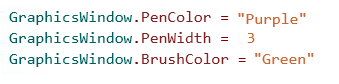 GraphicsWindow.PenColor = "Purple"
GraphicsWindow.PenWidth = 3
GraphicsWindow.BrushColor = "Green"